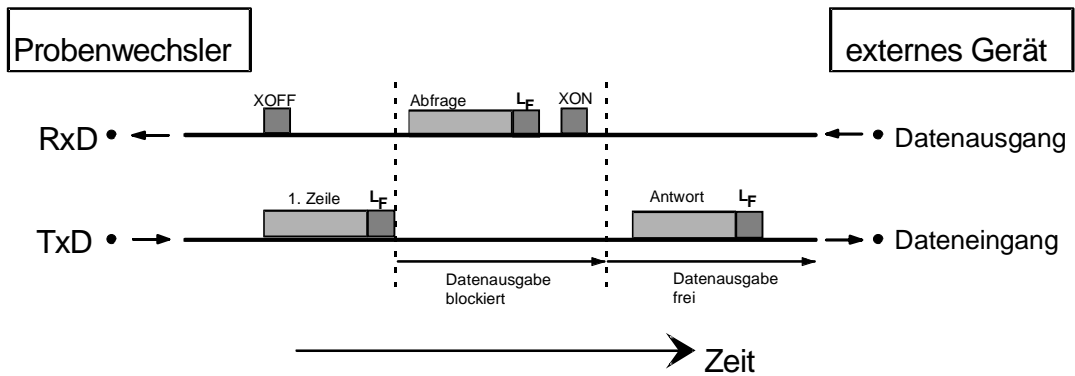 Probenwechsler
externes Gerät
XOFF
Abfrage
LF
XON
RxD
Datenausgang
1. Zeile
LF
Antwort
LF
TxD
Dateneingang
Datenausgabe
blockiert
Datenausgabe
frei
Zeit